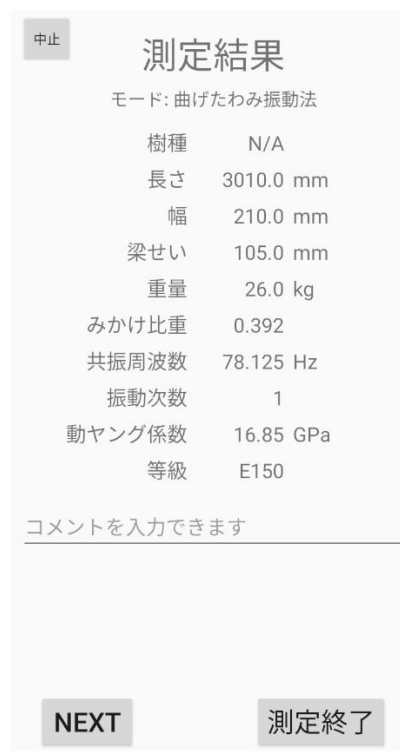 中止
測定結果
モード: 曲げたわみ振動法
樹種 N/A
長さ 3010.0 mm
幅 210.0 mm
梁せい 105.0 mm
重量 26.0 kg
みかけ比重 0.392
共振周波数 78.125 Hz
振動次数 1
動ヤング係数 16.85 GPa
等級 E150
コメントを入力できます
NEXT 測定終了